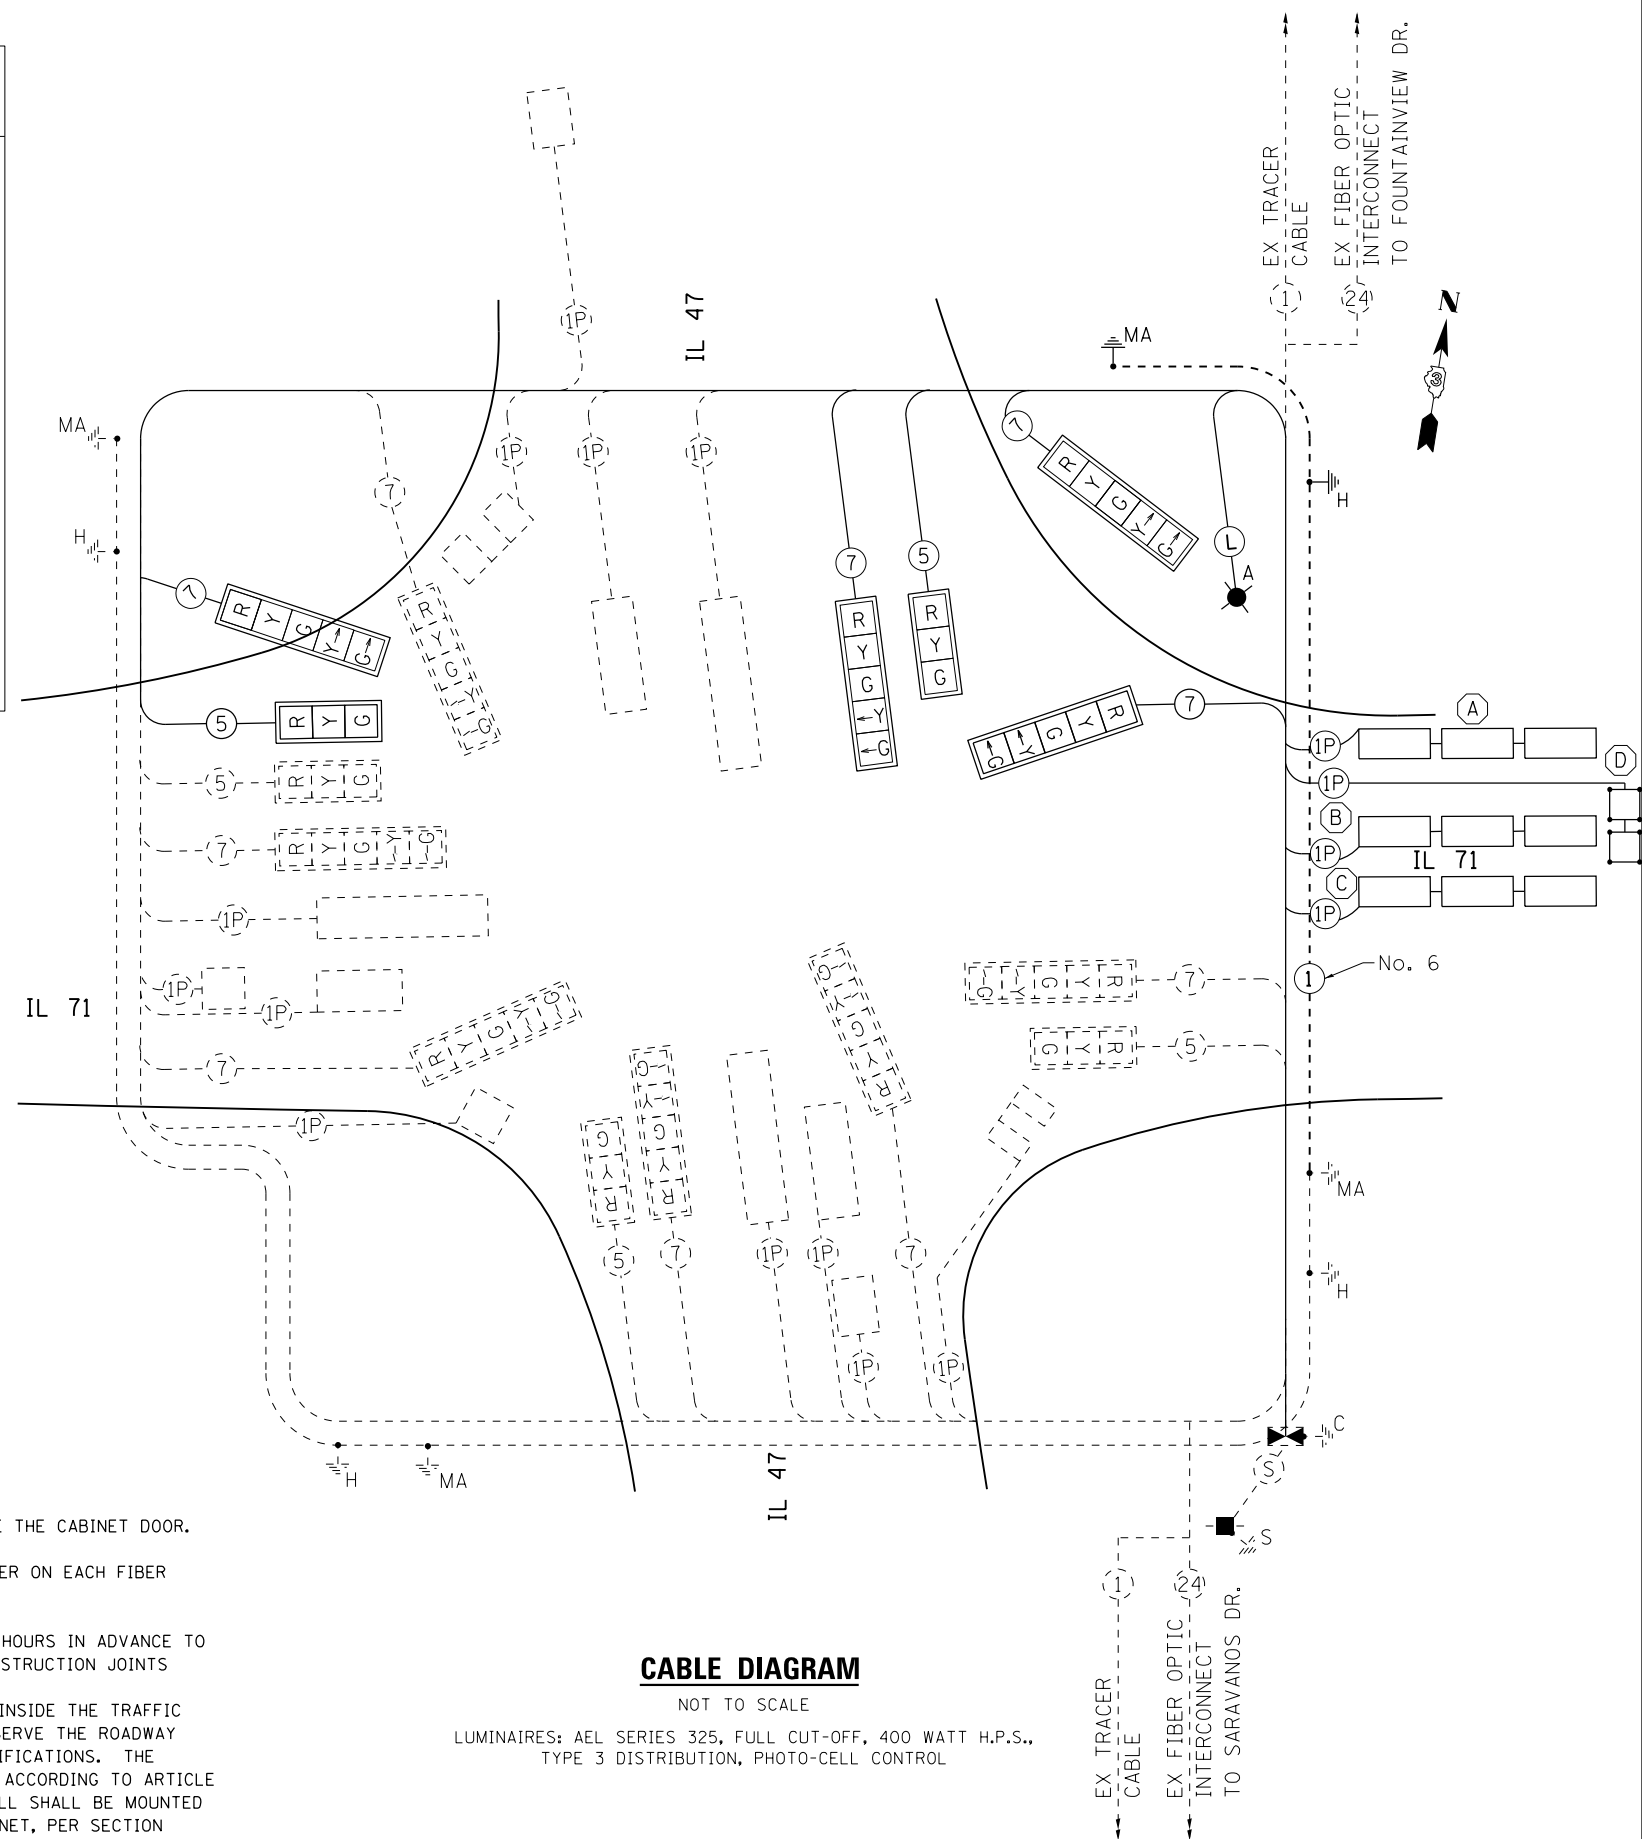 EX TRACER
CABLE
EX FIBER OPTIC
INTERCONNECT
TO FOUNTAINVIEW DR.
1
24
N
3
IL 47
1P
MA
H
MA
H
7
1P
1P
1P
7
5
7
L
A
R Y G Y G
7
R Y G Y G
R Y G Y G
R Y G Y G
R Y G
R Y G Y G
7
5
R Y G
5
R Y G
7
R Y G Y G
1P
1P
1P
7
R Y G Y G
1P
IL 71
A
1P
D
1P
B
1P
IL 71
C
1P
1
No. 6
G Y G Y R
7
G Y R
5
G Y G Y R
7
G Y R
5
G Y G Y R
7
1P
1P
1P
1P
MA
H
C
S
S
H
MA
IL 47
1
24
EX TRACER
CABLE
EX FIBER OPTIC
INTERCONNECT
TO SARAVANOS DR.
THE CABINET DOOR.
ER ON EACH FIBER
HOURS IN ADVANCE TO
STRUCTION JOINTS
INSIDE THE TRAFFIC
SERVE THE ROADWAY
IFICATIONS. THE
ACCORDING TO ARTICLE
LL SHALL BE MOUNTED
NET, PER SECTION
CABLE DIAGRAM
NOT TO SCALE
LUMINAIRES: AEL SERIES 325, FULL CUT-OFF, 400 WATT H.P.S.,
TYPE 3 DISTRIBUTION, PHOTO-CELL CONTROL